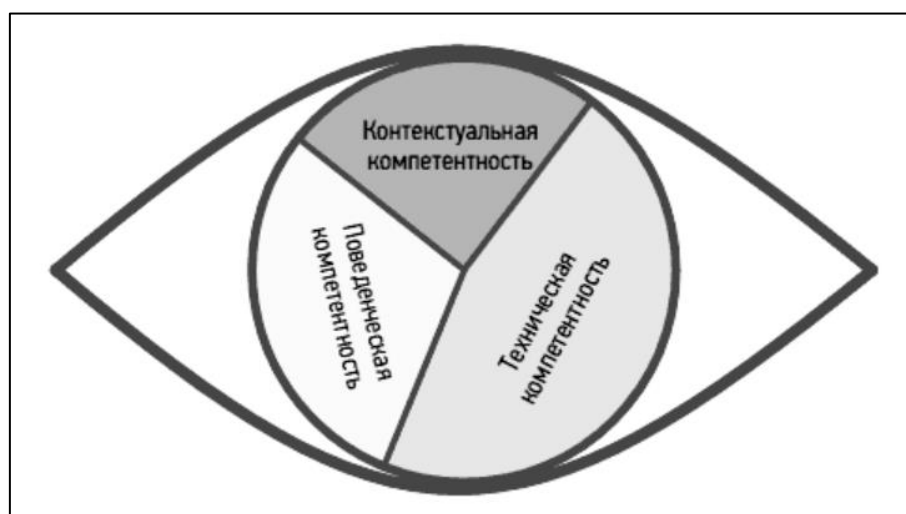 Контекстуальная
компетентность
Поведенческая
компетентность
Техническая
компетентность